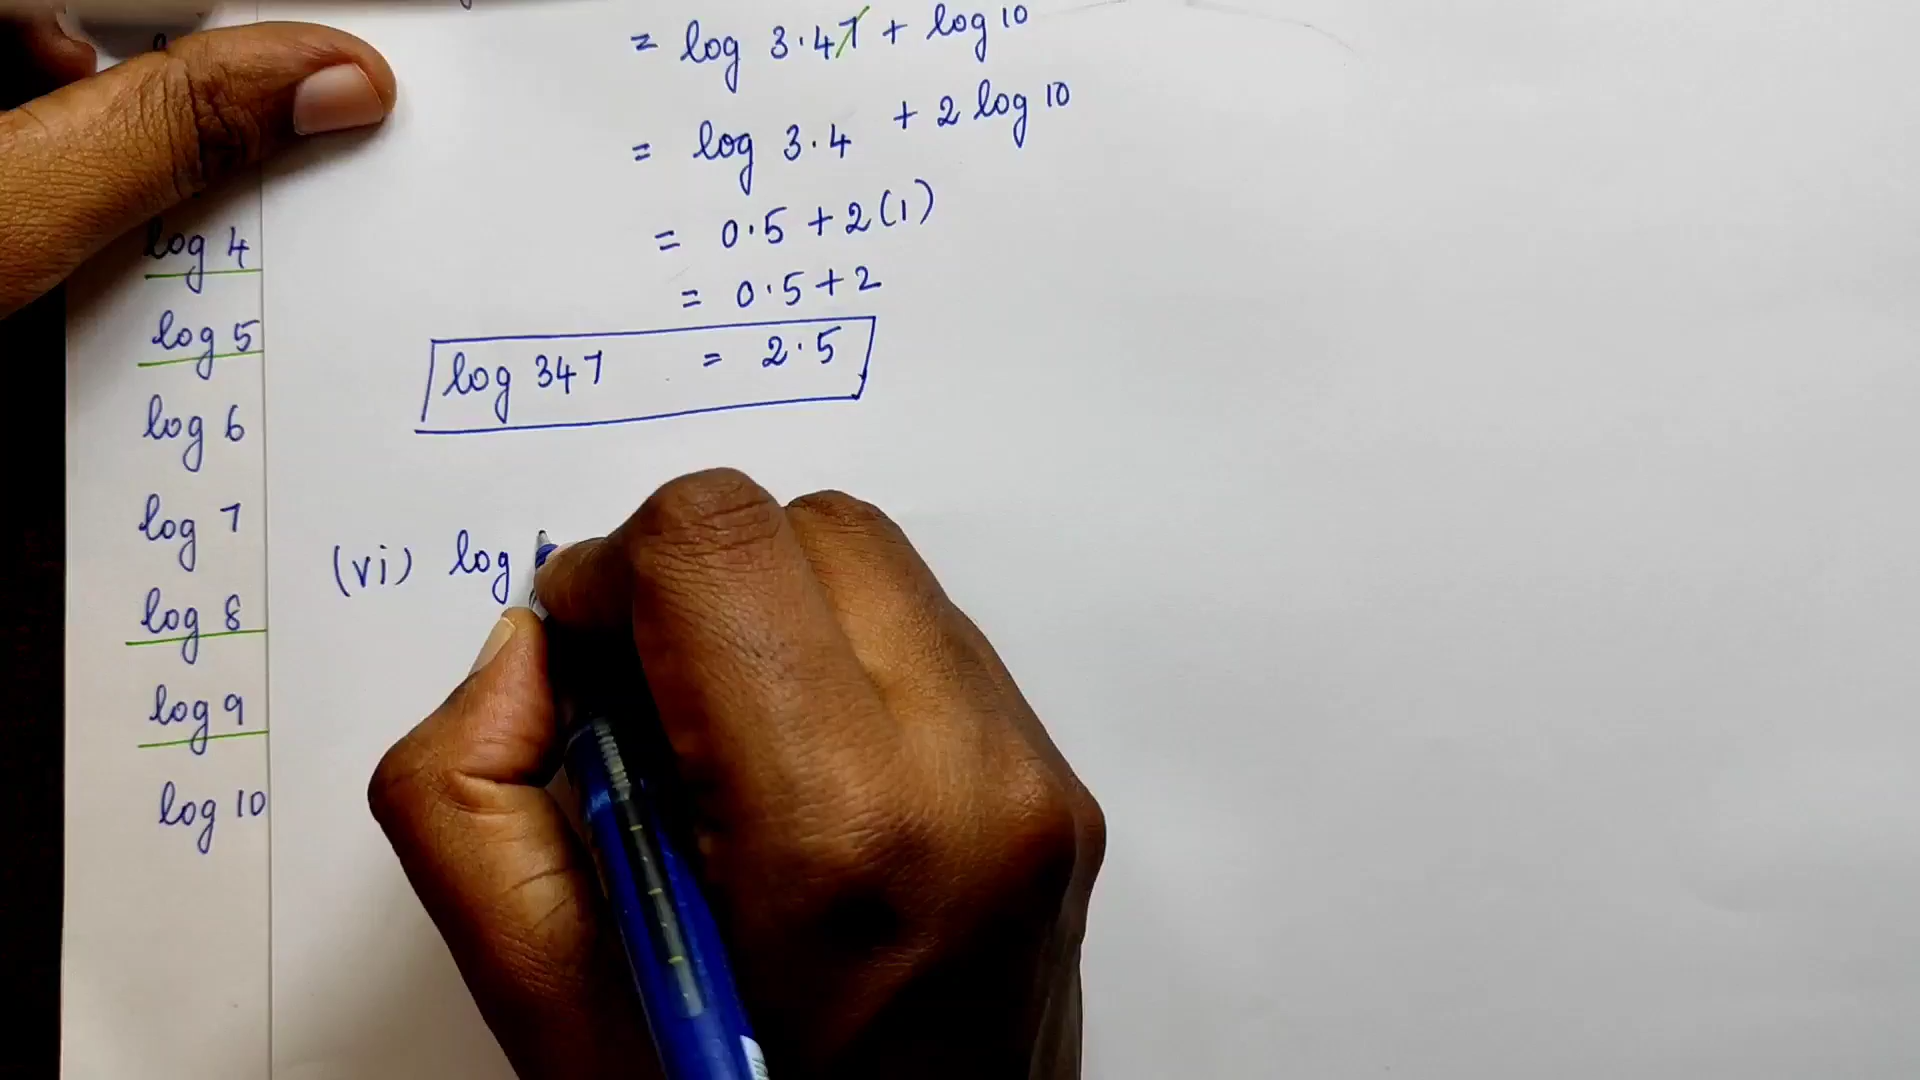 = log 3.47 + log 10
= log 3.4 + 2 log 10
= 0.5 + 2(1)
= 0.5 + 2
log 347 = 2.5
(vi) log
log 4
log 5
log 6
log 7
log 8
log 9
log 10